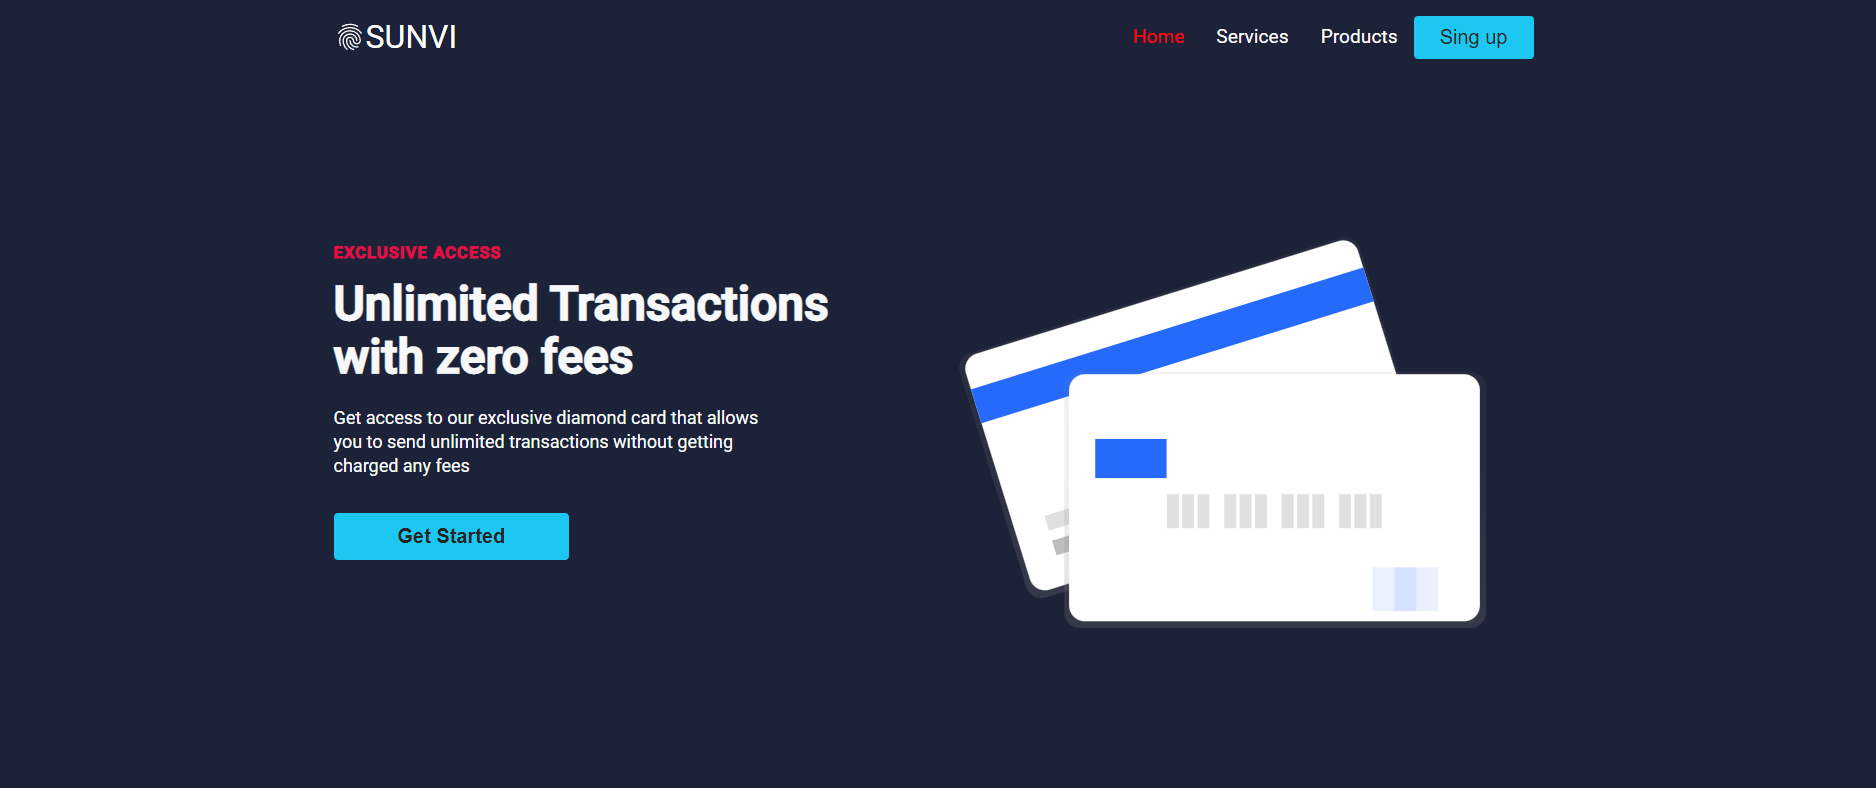 SUNVI
Home Services Products Sing up
EXCLUSIVE ACCESS
Unlimited Transactions
with zero fees
Get access to our exclusive diamond card that allows
you to send unlimited transactions without getting
charged any fees
Get Started